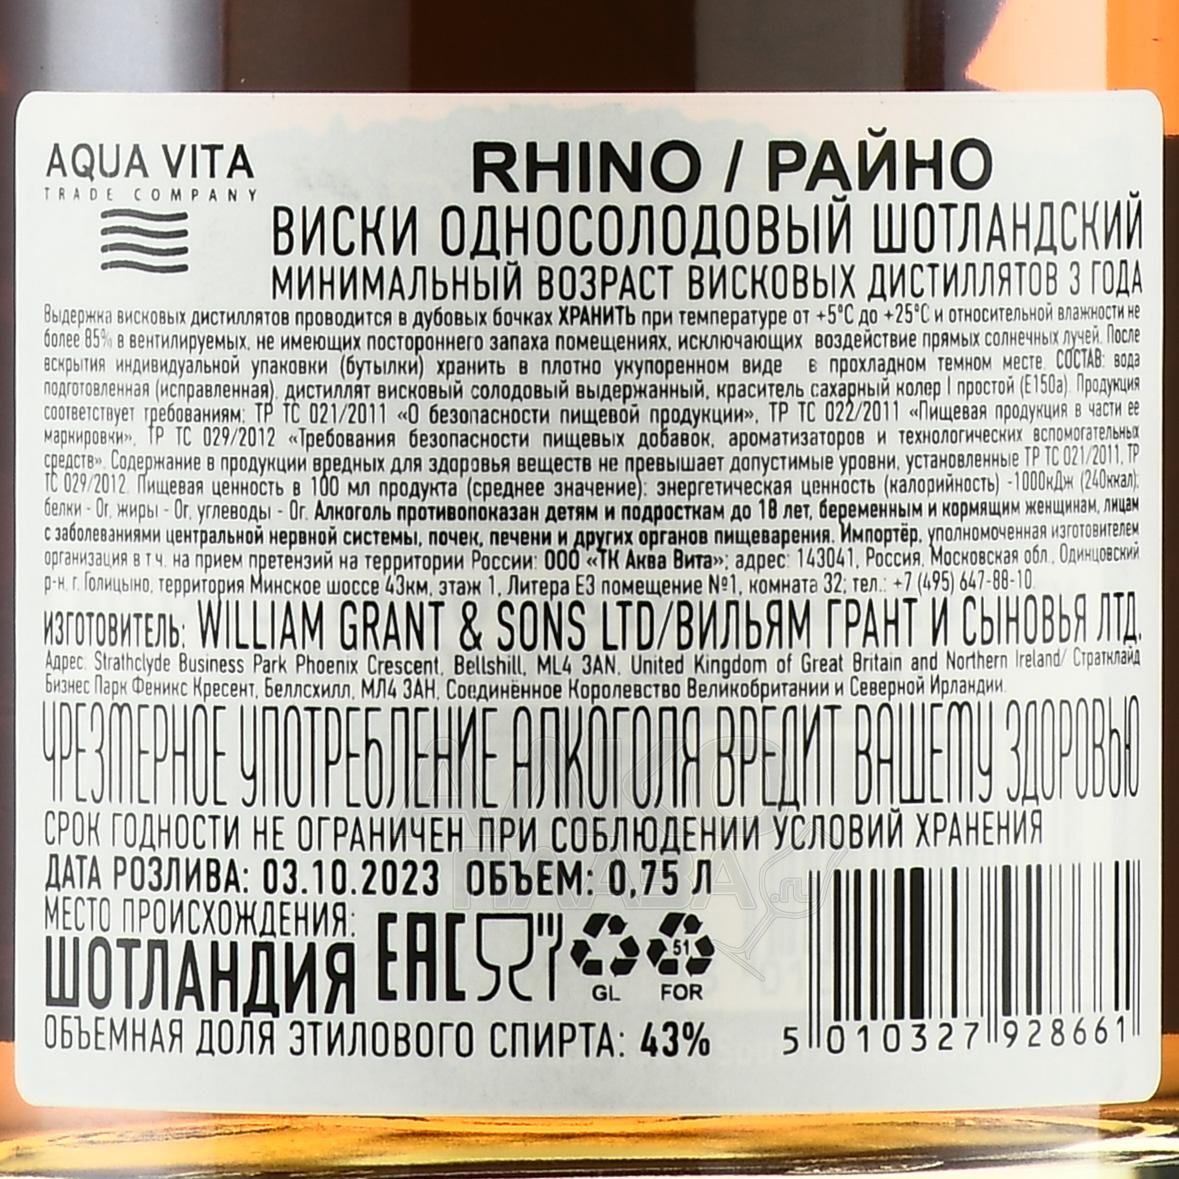 AQUA VITA
TRADE COMPANY
RHINO / РАЙНО
ВИСКИ ОДНОСОЛОДОВЫЙ ШОТЛАНДСКИЙ
МИНИМАЛЬНЫЙ ВОЗРАСТ ВИСКОВЫХ ДИСТИЛЛЯТОВ 3 ГОДА
Выдержка висковых дистиллятов проводится в дубовых бочках ХРАНИТЬ при температуре от +5°С до +25°С и относительной влажности не
более 85% в вентилируемых, не имеющих постороннего запаха помещениях, исключающих воздействие прямых солнечных лучей. После
вскрытия индивидуальной упаковки (бутылки) хранить в плотно укупоренном виде в прохладном темном месте. СОСТАВ: вода
подготовленная (исправленная), дистиллят висковый солодовый выдержанный, краситель сахарный колер I простой (Е150а). Продукция
соответствует требованиям: ТР ТС 021/2011 «О безопасности пищевой продукции», ТР ТС 022/2011 «Пищевая продукция в части ее
маркировки», ТР ТС 029/2012 «Требования безопасности пищевых добавок, ароматизаторов и технологических вспомогательных
средств». Содержание в продукции вредных для здоровья веществ не превышает допустимые уровни, установленные ТР ТС 021/2011, ТР
ТС 029/2012. Пищевая ценность в 100 мл продукта (среднее значение): энергетическая ценность (калорийность) -1000кДж (240ккал);
белки - 0г, жиры - 0г, углеводы - 0г. Алкоголь противопоказан детям и подросткам до 18 лет, беременным и кормящим женщинам, лицам
с заболеваниями центральной нервной системы, почек, печени и других органов пищеварения. Импортёр, уполномоченная изготовителем
организация в т.ч. на прием претензий на территории России: ООО «ТК Аква Вита»; адрес: 143041, Россия, Московская обл., Одинцовский
р-н, г. Голицыно, территория Минское шоссе 43км, этаж 1, Литера Е3 помещение №1, комната 32; тел.: +7 (495) 647-88-10.
ИЗГОТОВИТЕЛЬ: WILLIAM GRANT & SONS LTD/ВИЛЬЯМ ГРАНТ И СЫНОВЬЯ ЛТД.
Адрес: Strathclyde Business Park Phoenix Crescent, Bellshill, ML4 3AN, United Kingdom of Great Britain and Northern Ireland/ Стратклайд
Бизнес Парк Феникс Кресент, Беллсхилл, МЛ4 3АН, Соединённое Королевство Великобритании и Северной Ирландии.
ЧРЕЗМЕРНОЕ УПОТРЕБЛЕНИЕ АЛКОГОЛЯ ВРЕДИТ ВАШЕМУ ЗДОРОВЬЮ
СРОК ГОДНОСТИ НЕ ОГРАНИЧЕН ПРИ СОБЛЮДЕНИИ УСЛОВИЙ ХРАНЕНИЯ
ДАТА РОЗЛИВА: 03.10.2023 ОБЪЕМ: 0,75 Л
МЕСТО ПРОИСХОЖДЕНИЯ:
ШОТЛАНДИЯ
EAC
GL
51
FOR
ОБЪЕМНАЯ ДОЛЯ ЭТИЛОВОГО СПИРТА: 43%
5 010327 928661
АЛКО
ПЛАВА
.ru